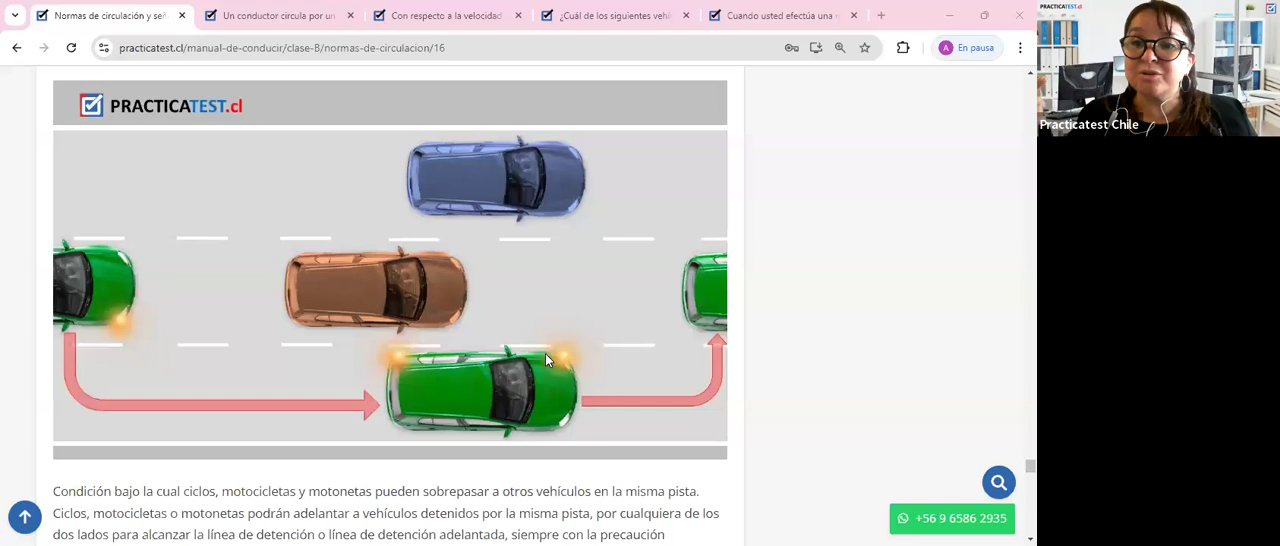 Normas de circulación y señ
Un conductor circula por un
Con respecto a la velocidad
¿Cuál de los siguientes vehí
Cuando usted efectúa una
practicatest.cl/manual-de-conducir/clase-B/normas-de-circulacion/16
A
En pausa
PRACTICATEST.cl
PRACTICATEST.cl
Practicatest Chile
Condición bajo la cual ciclos, motocicletas y motonetas pueden sobrepasar a otros vehículos en la misma pista.
Ciclos, motocicletas o motonetas podrán adelantar a vehículos detenidos por la misma pista, por cualquiera de los
dos lados para alcanzar la línea de detención o línea de detención adelantada, siempre con la precaución
+56 9 6586 2935